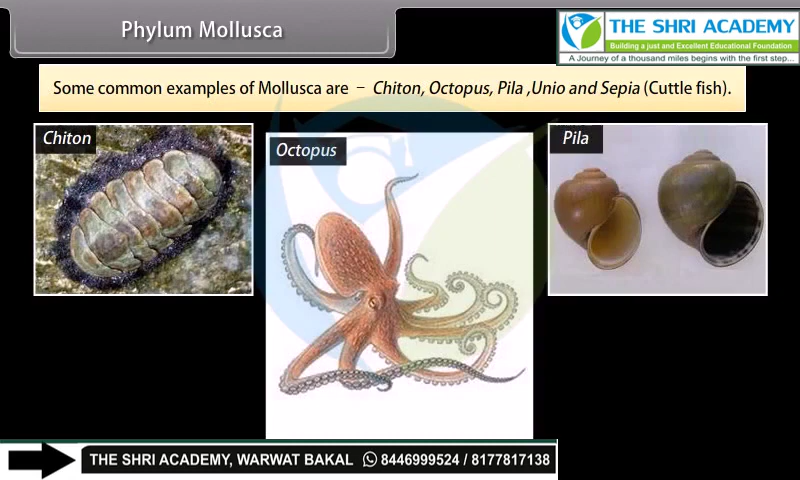 Phylum Mollusca
THE SHRI ACADEMY
Building a just and Excellent Educational Foundation
A Journey of a thousand miles begins with the first step...
Some common examples of Mollusca are – Chiton, Octopus, Pila ,Unio and Sepia (Cuttle fish).
Chiton
Octopus
Pila
THE SHRI ACADEMY, WARWAT BAKAL 8446999524 / 8177817138